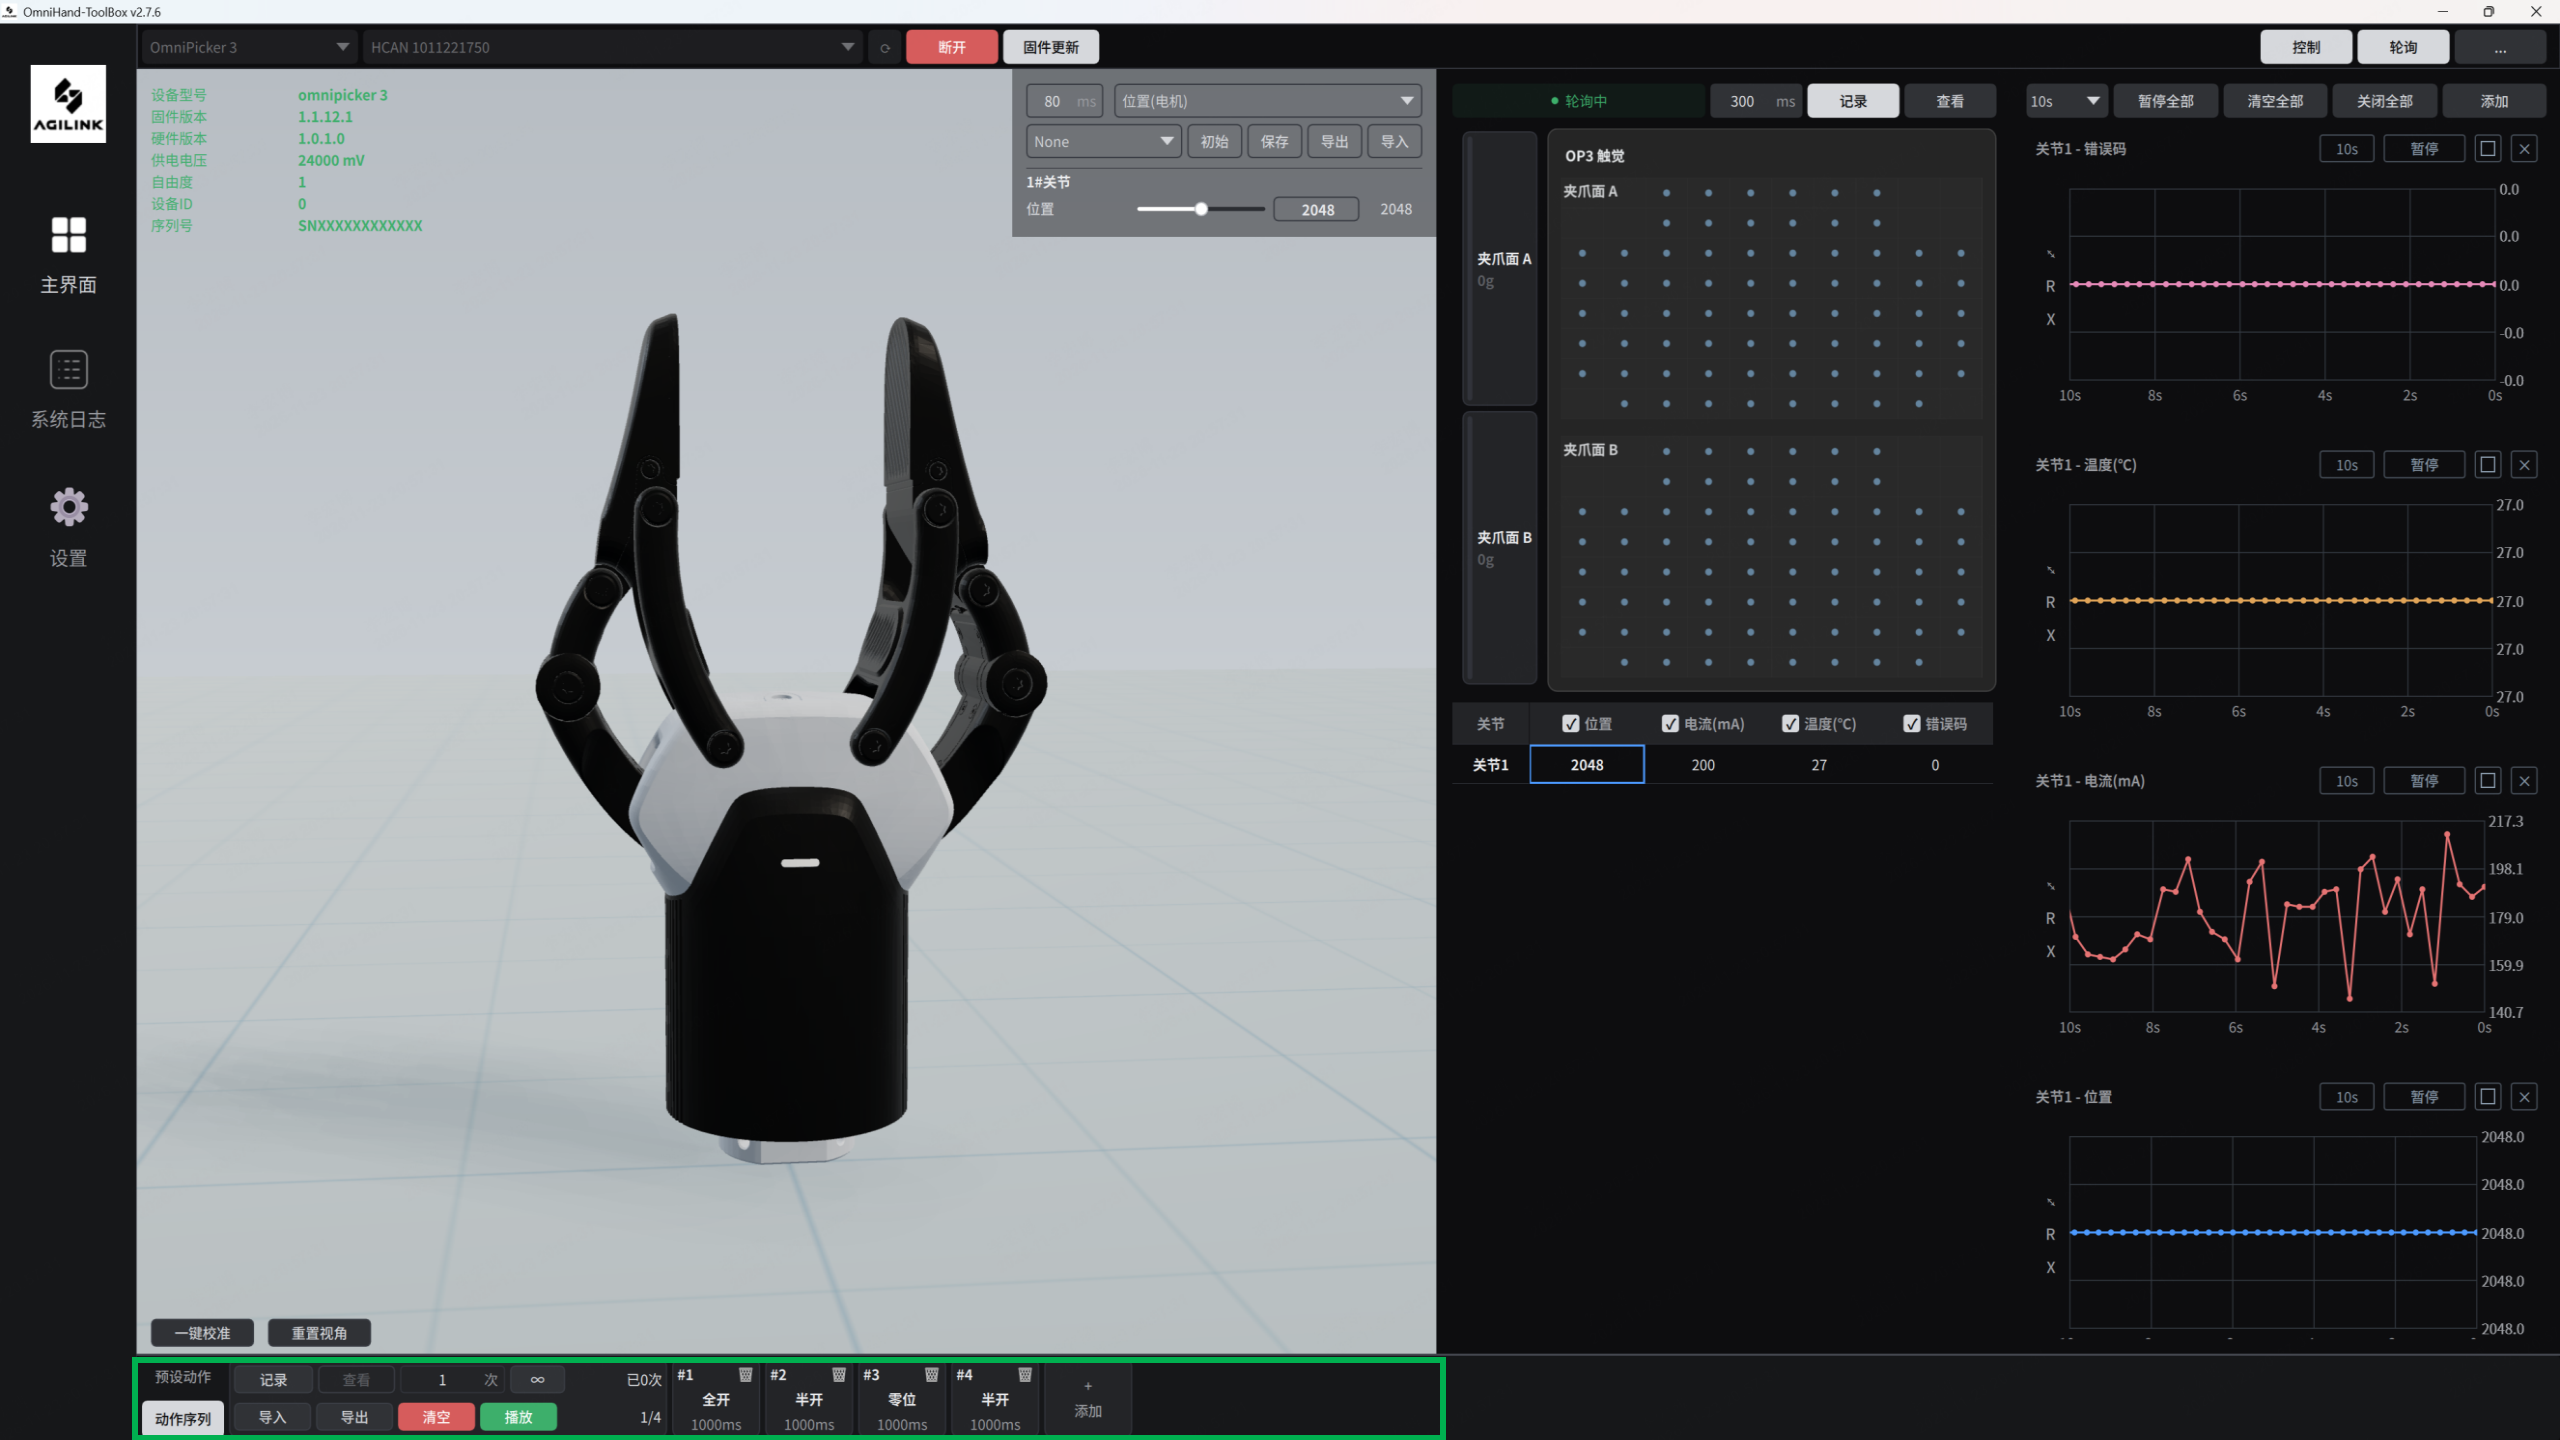 OmniHand-ToolBox v2.7.6
AGILINK
主界面
系统日志
设置
OmniPicker 3
HCAN 1011221750
断开
固件更新
控制
轮询
...
设备型号 omnipicker 3
固件版本 1.1.12.1
硬件版本 1.0.1.0
供电电压 24000 mV
自由度 1
设备ID 0
序列号 SNXXXXXXXXXXXX
80 ms 位置(电机)
None 初始 保存 导出 导入
1#关节
位置 2048 2048
一键校准 重置视角
轮询中 300 ms 记录 查看
夹爪面 A
0g
夹爪面 B
0g
OP3 触觉
夹爪面 A
夹爪面 B
关节 位置 电流(mA) 温度(℃) 错误码
关节1 2048 200 27 0
10s 暂停全部 清空全部 关闭全部 添加
关节1 - 错误码 10s 暂停
0.0
0.0
R 0.0
X -0.0
-0.0
10s 8s 6s 4s 2s 0s
关节1 - 温度(℃) 10s 暂停
27.0
27.0
R 27.0
X 27.0
27.0
10s 8s 6s 4s 2s 0s
关节1 - 电流(mA) 10s 暂停
217.3
198.1
R 179.0
X 159.9
140.7
10s 8s 6s 4s 2s 0s
关节1 - 位置 10s 暂停
2048.0
2048.0
R 2048.0
X 2048.0
2048.0
预设动作 记录 查看 1 次 ∞ 已0次
动作序列 导入 导出 清空 播放 1/4
#1
全开
1000ms
#2
半开
1000ms
#3
零位
1000ms
#4
半开
1000ms
+
添加